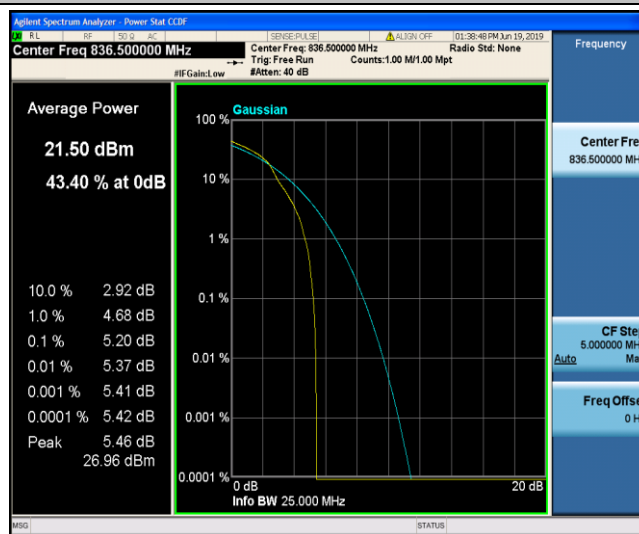 Agilent Spectrum Analyzer - Power Stat CCDF
RL RF 50 Ω AC SENSE:PULSE ALIGN OFF 01:38:48 PM Jun 19, 2019
Center Freq 836.500000 MHz
Center Freq: 836.500000 MHz Radio Std: None
Trig: Free Run Counts:1.00 M/1.00 Mpt
#IFGain:Low #Atten: 40 dB
Frequency
Average Power
21.50 dBm
43.40 % at 0dB
10.0 % 2.92 dB
1.0 % 4.68 dB
0.1 % 5.20 dB
0.01 % 5.37 dB
0.001 % 5.41 dB
0.0001 % 5.42 dB
Peak 5.46 dB
26.96 dBm
Gaussian
100 %
10 %
1 %
0.1 %
0.01 %
0.001 %
0.0001 %
0 dB 20 dB
Info BW 25.000 MHz
Center Fre
836.500000 MH
CF Ste
5.000000 MH
Auto Ma
Freq Offse
0 H
MSG STATUS